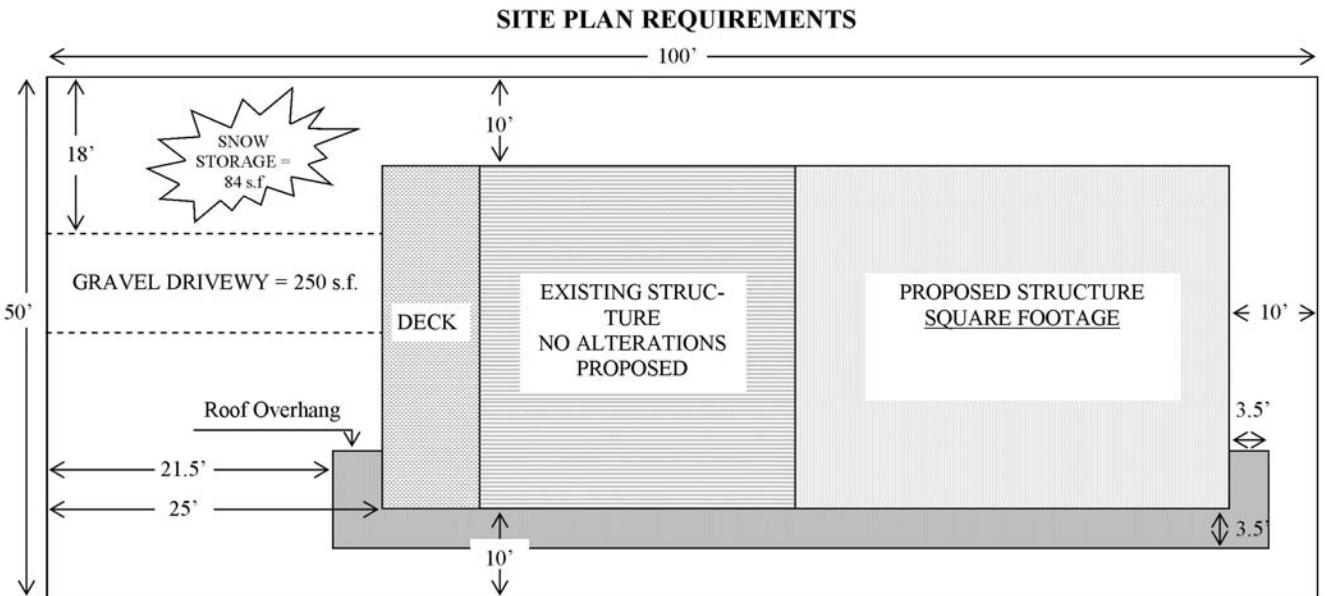 SITE PLAN REQUIREMENTS
100’
18’
SNOW
STORAGE =
84 s.f.
10’
GRAVEL DRIVEWY = 250 s.f.
50’
DECK
EXISTING STRUC-
TURE
NO ALTERATIONS
PROPOSED
PROPOSED STRUCTURE
SQUARE FOOTAGE
10’
Roof Overhang
3.5’
21.5’
25’
10’
3.5’